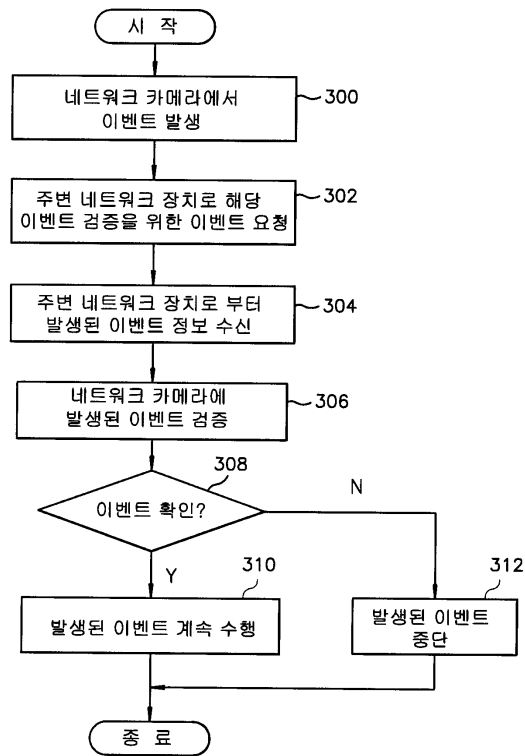 시 작
네트워크 카메라에서
이벤트 발생
300
주변 네트워크 장치로 해당
이벤트 검증을 위한 이벤트 요청
302
주변 네트워크 장치로 부터
발생된 이벤트 정보 수신
304
네트워크 카메라에
발생된 이벤트 검증
306
308
이벤트 확인?
N
Y
310
발생된 이벤트 계속 수행
312
발생된 이벤트
중단
종 료